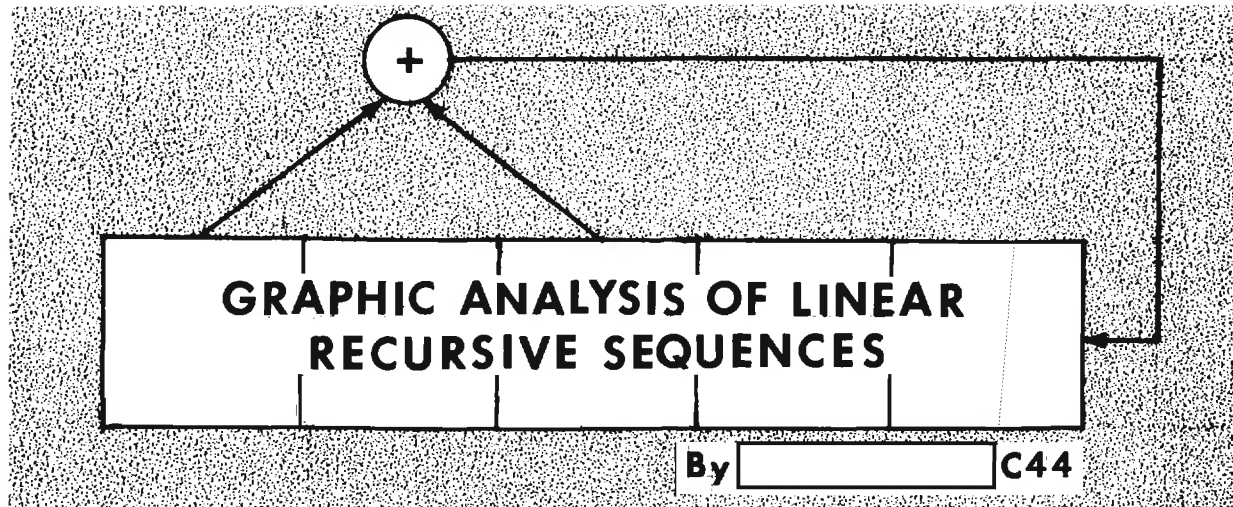 +
GRAPHIC ANALYSIS OF LINEAR
RECURSIVE SEQUENCES
By C44